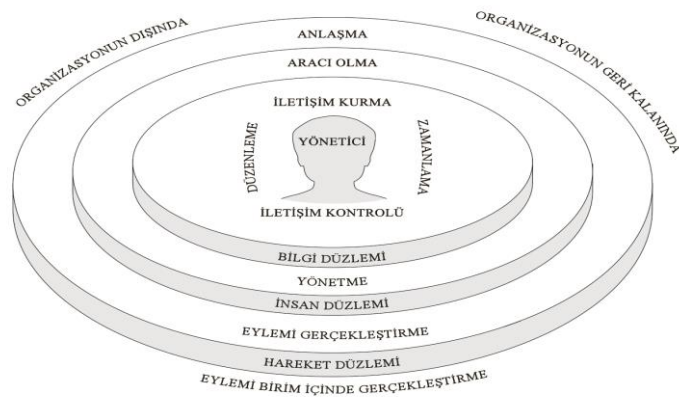 ORGANİZASYONUN DIŞINDA
ORGANİZASYONUN GERİ KALANINDA
ANLAŞMA
ARACI OLMA
İLETİŞİM KURMA
DÜZENLEME
YÖNETİCİ
ZAMANLAMA
İLETİŞİM KONTROLÜ
BİLGİ DÜZLEMİ
YÖNETME
İNSAN DÜZLEMİ
EYLEMİ GERÇEKLEŞTİRME
HAREKET DÜZLEMİ
EYLEMİ BİRİM İÇİNDE GERÇEKLEŞTİRME